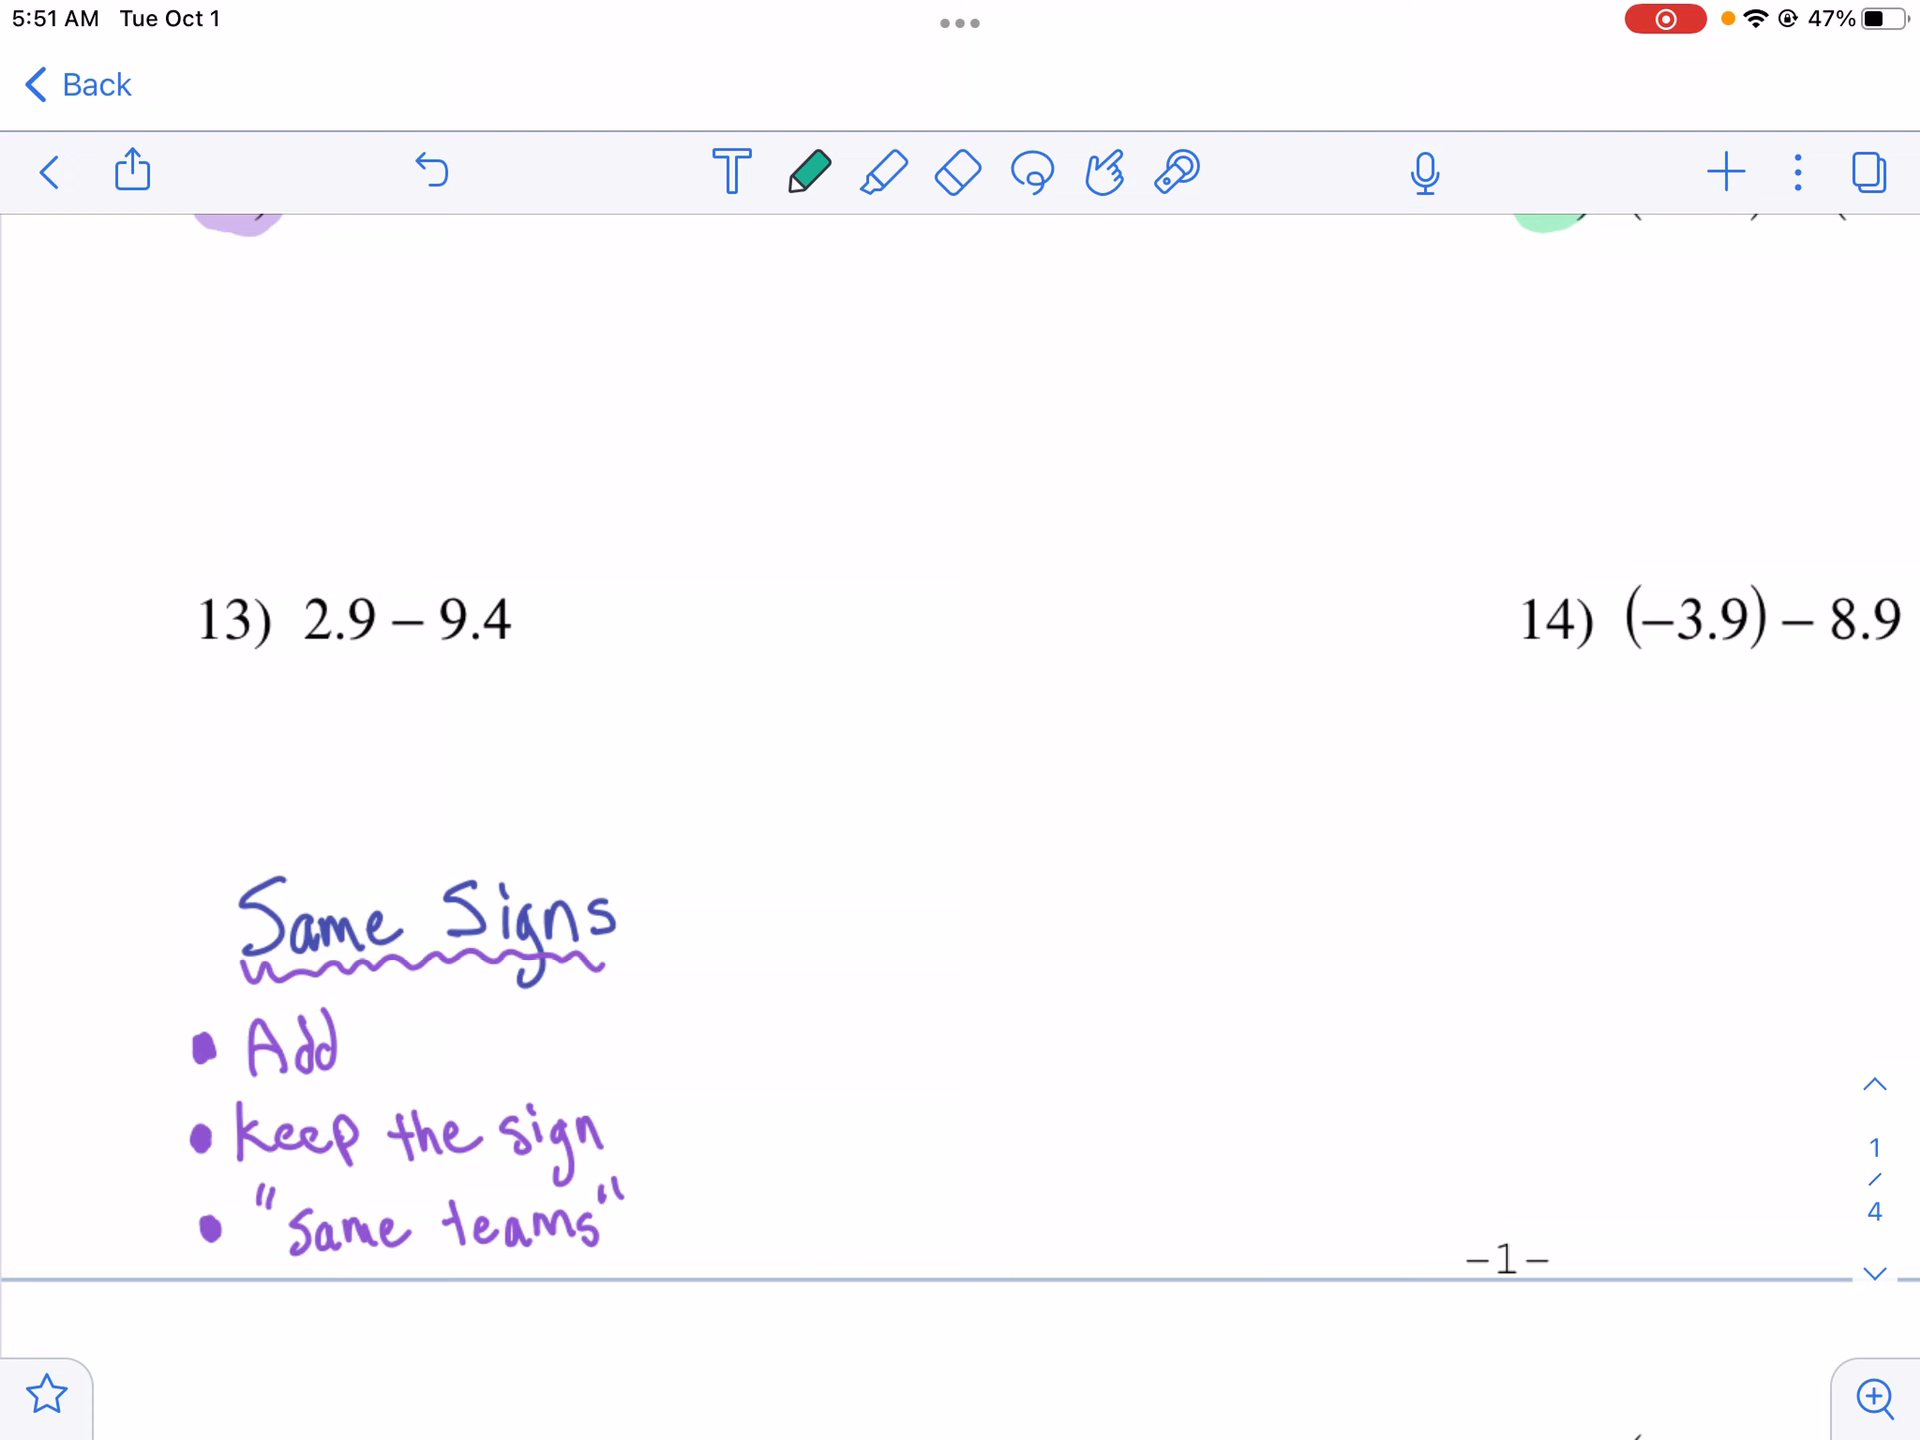 5:51 AM Tue Oct 1
47%
Back
13) 2.9 – 9.4
14) (–3.9) – 8.9
Same Signs
• Add
• keep the sign
• "same teams"
1
/
4
-1-